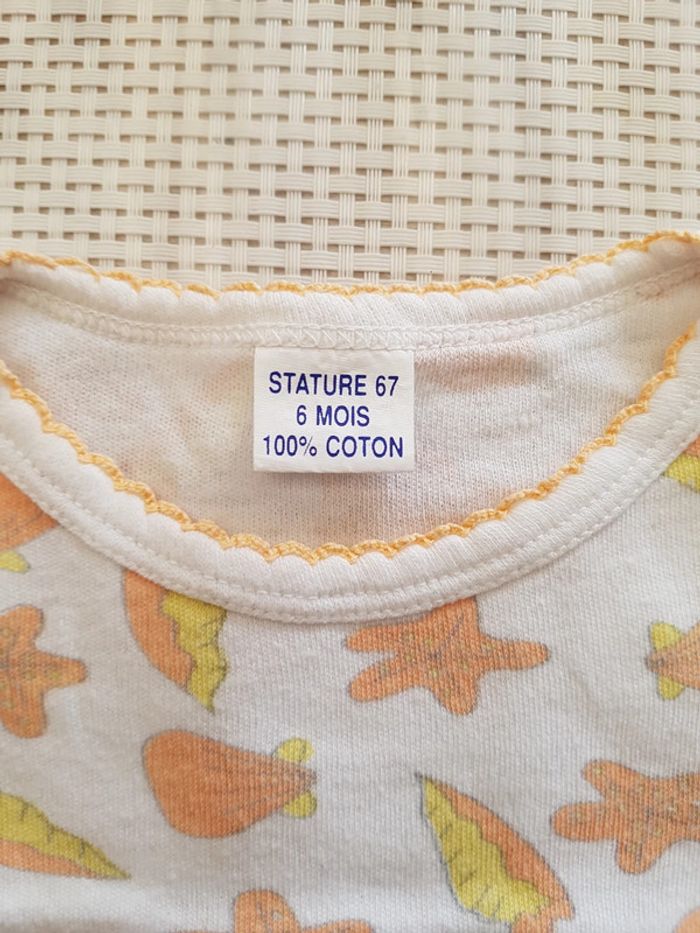 STATURE 67
6 MOIS
100% COTON